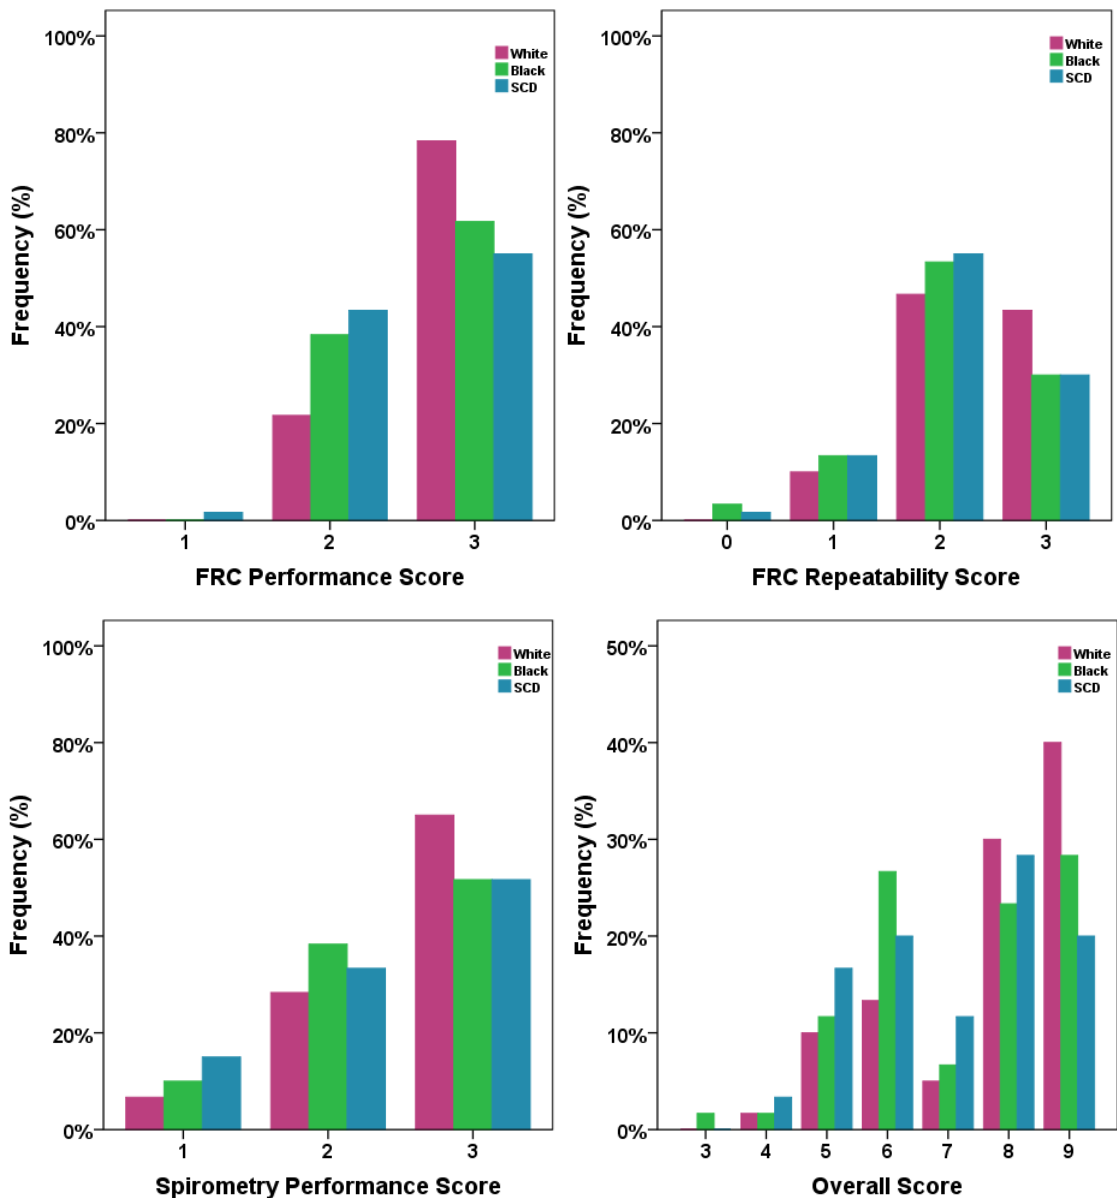 100%
80%
60%
40%
20%
0%
Frequency (%)
White
Black
SCD
1 2 3
FRC Performance Score
100%
80%
60%
40%
20%
0%
Frequency (%)
White
Black
SCD
0 1 2 3
FRC Repeatability Score
100%
80%
60%
40%
20%
0%
Frequency (%)
White
Black
SCD
1 2 3
Spirometry Performance Score
50%
40%
30%
20%
10%
0%
Frequency (%)
White
Black
SCD
3 4 5 6 7 8 9
Overall Score